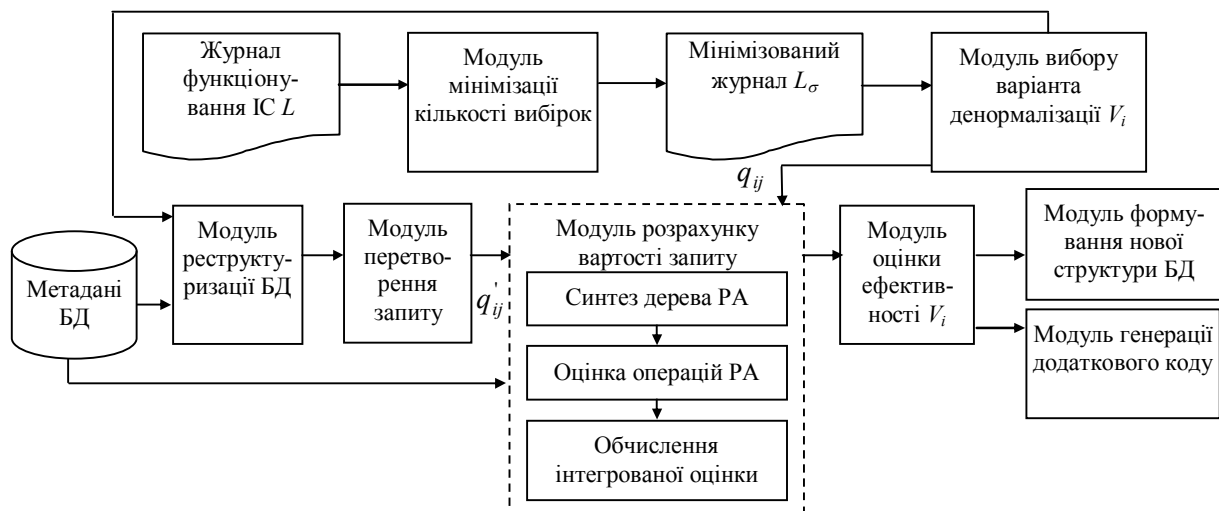 Журнал
функціону-
вання ІС L
Модуль
мінімізації
кількості вибірок
Мінімізований
журнал Lσ
Модуль вибору
варіанта
денормалізації Vi
qij
Метадані
БД
Модуль
рестректу-
ризації БД
Модуль
перетво-
рення
запиту
q'ij
Модуль розрахунку
вартості запиту
Синтез дерева РА
Оцінка операцій РА
Обчислення
інтегрованої оцінки
Модуль
оцінки
ефектив-
ності Vi
Модуль форму-
вання нової
структури БД
Модуль генерації
додаткового коду